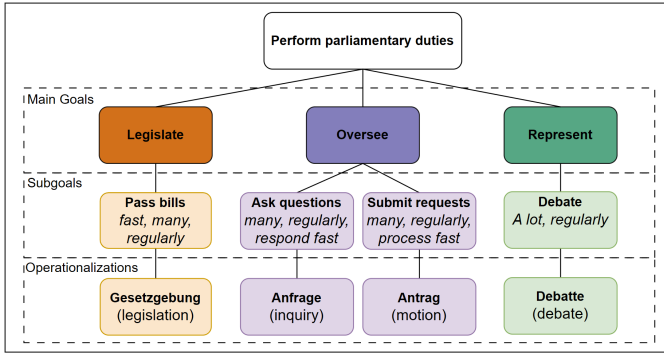 Perform parliamentary duties
Main Goals
Legislate
Oversee
Represent
Subgoals
Pass bills
fast, many,
regularly
Ask questions
many, regularly,
respond fast
Submit requests
many, regularly,
process fast
Debate
A lot, regularly
Operationalizations
Gesetzgebung
(legislation)
Anfrage
(inquiry)
Antrag
(motion)
Debatte
(debate)